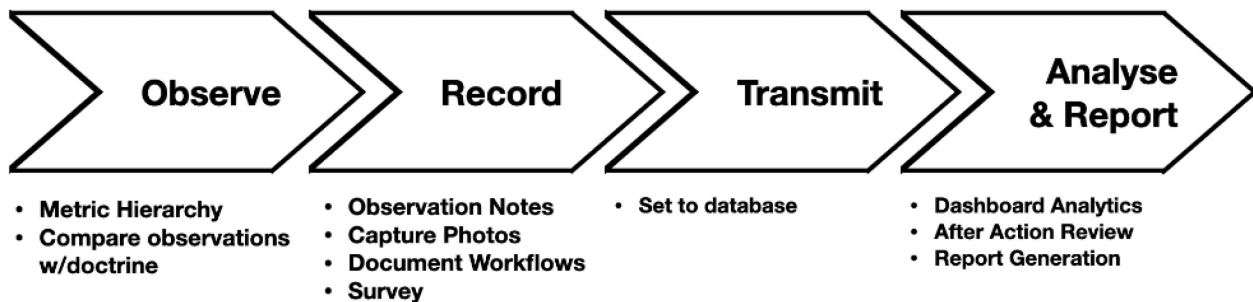 Observe
Record
Transmit
Analyse
& Report
• Metric Hierarchy
• Compare observations
w/doctrine
• Observation Notes
• Capture Photos
• Document Workflows
• Survey
• Set to database
• Dashboard Analytics
• After Action Review
• Report Generation